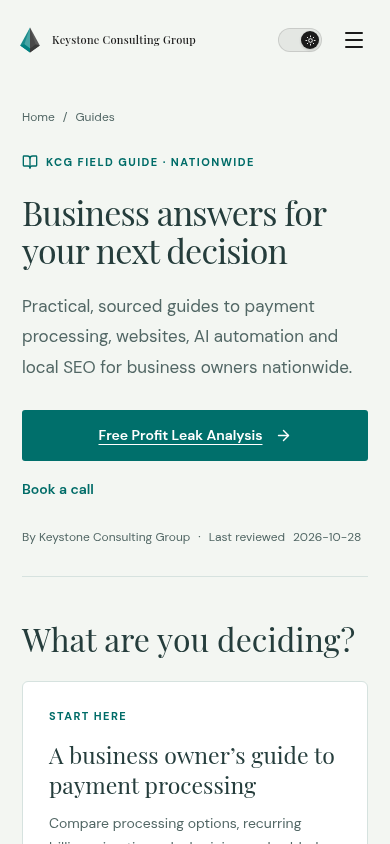 Keystone Consulting Group
Home / Guides
KCG FIELD GUIDE · NATIONWIDE
Business answers for
your next decision
Practical, sourced guides to payment
processing, websites, AI automation and
local SEO for business owners nationwide.
Free Profit Leak Analysis →
Book a call
By Keystone Consulting Group · Last reviewed 2026-10-28
What are you deciding?
START HERE
A business owner’s guide to
payment processing
Compare processing options, recurring